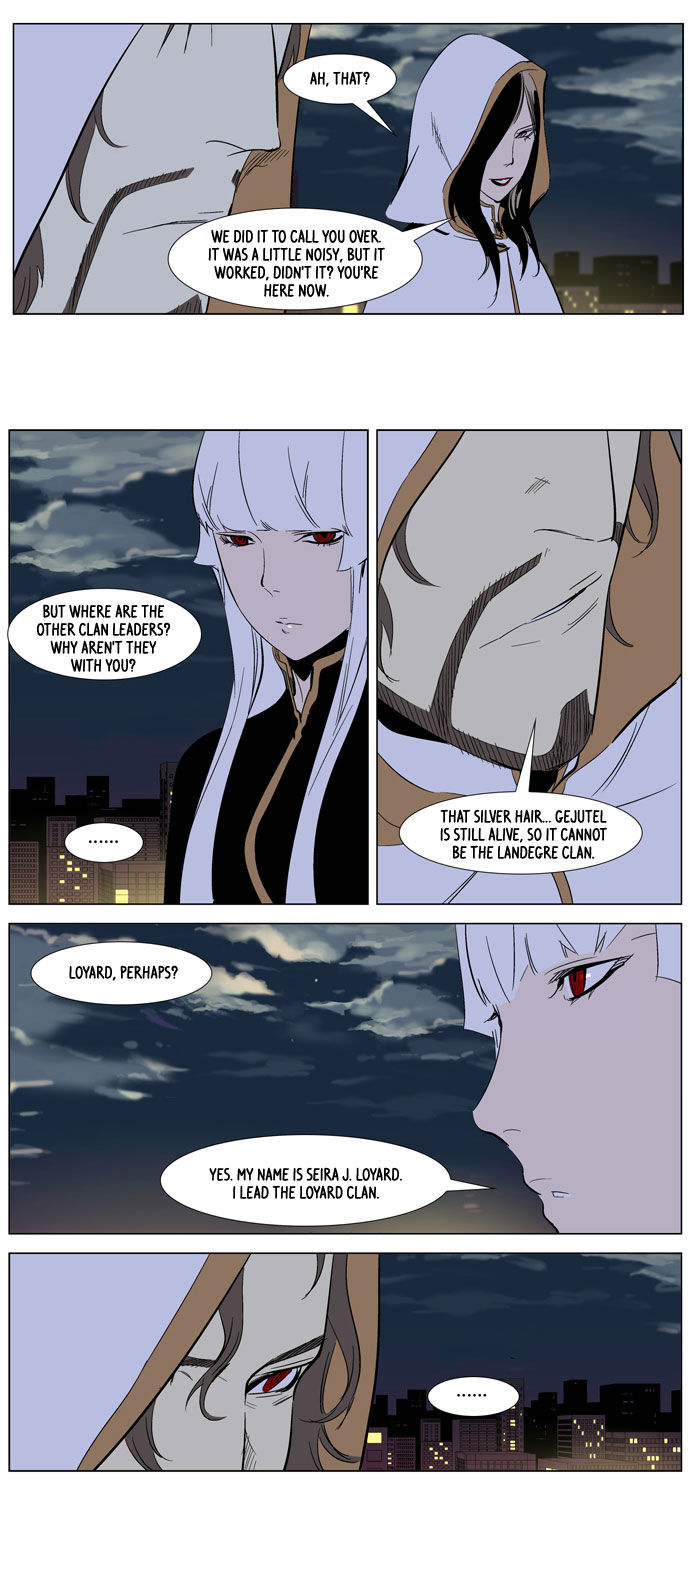 AH, THAT?
WE DID IT TO CALL YOU OVER.
IT WAS A LITTLE NOISY, BUT IT
WORKED, DIDN'T IT? YOU'RE
HERE NOW.
BUT WHERE ARE THE
OTHER CLAN LEADERS?
WHY AREN'T THEY
WITH YOU?
......
THAT SILVER HAIR... GEJUTEL
IS STILL ALIVE, SO IT CANNOT
BE THE LANDEGRE CLAN.
LOYARD, PERHAPS?
YES. MY NAME IS SEIRA J. LOYARD.
I LEAD THE LOYARD CLAN.
......